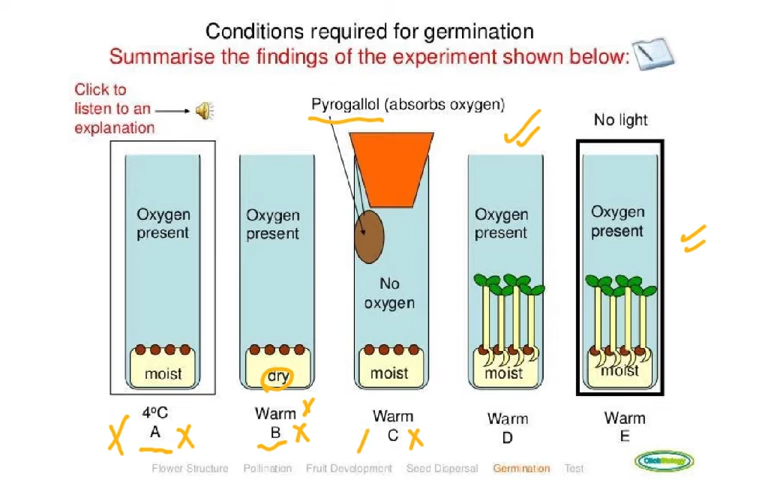 Conditions required for germination
Summarise the findings of the experiment shown below:
Click to
listen to an
explanation
Pyrogallol (absorbs oxygen)
No light
Oxygen
present
Oxygen
present
No
oxygen
Oxygen
present
Oxygen
present
moist
dry
moist
moist
moist
4ºC
A
Warm
B
Warm
C
Warm
D
Warm
E
Flower Structure Pollination Fruit Development Seed Dispersal Germination Test
ClickBiology